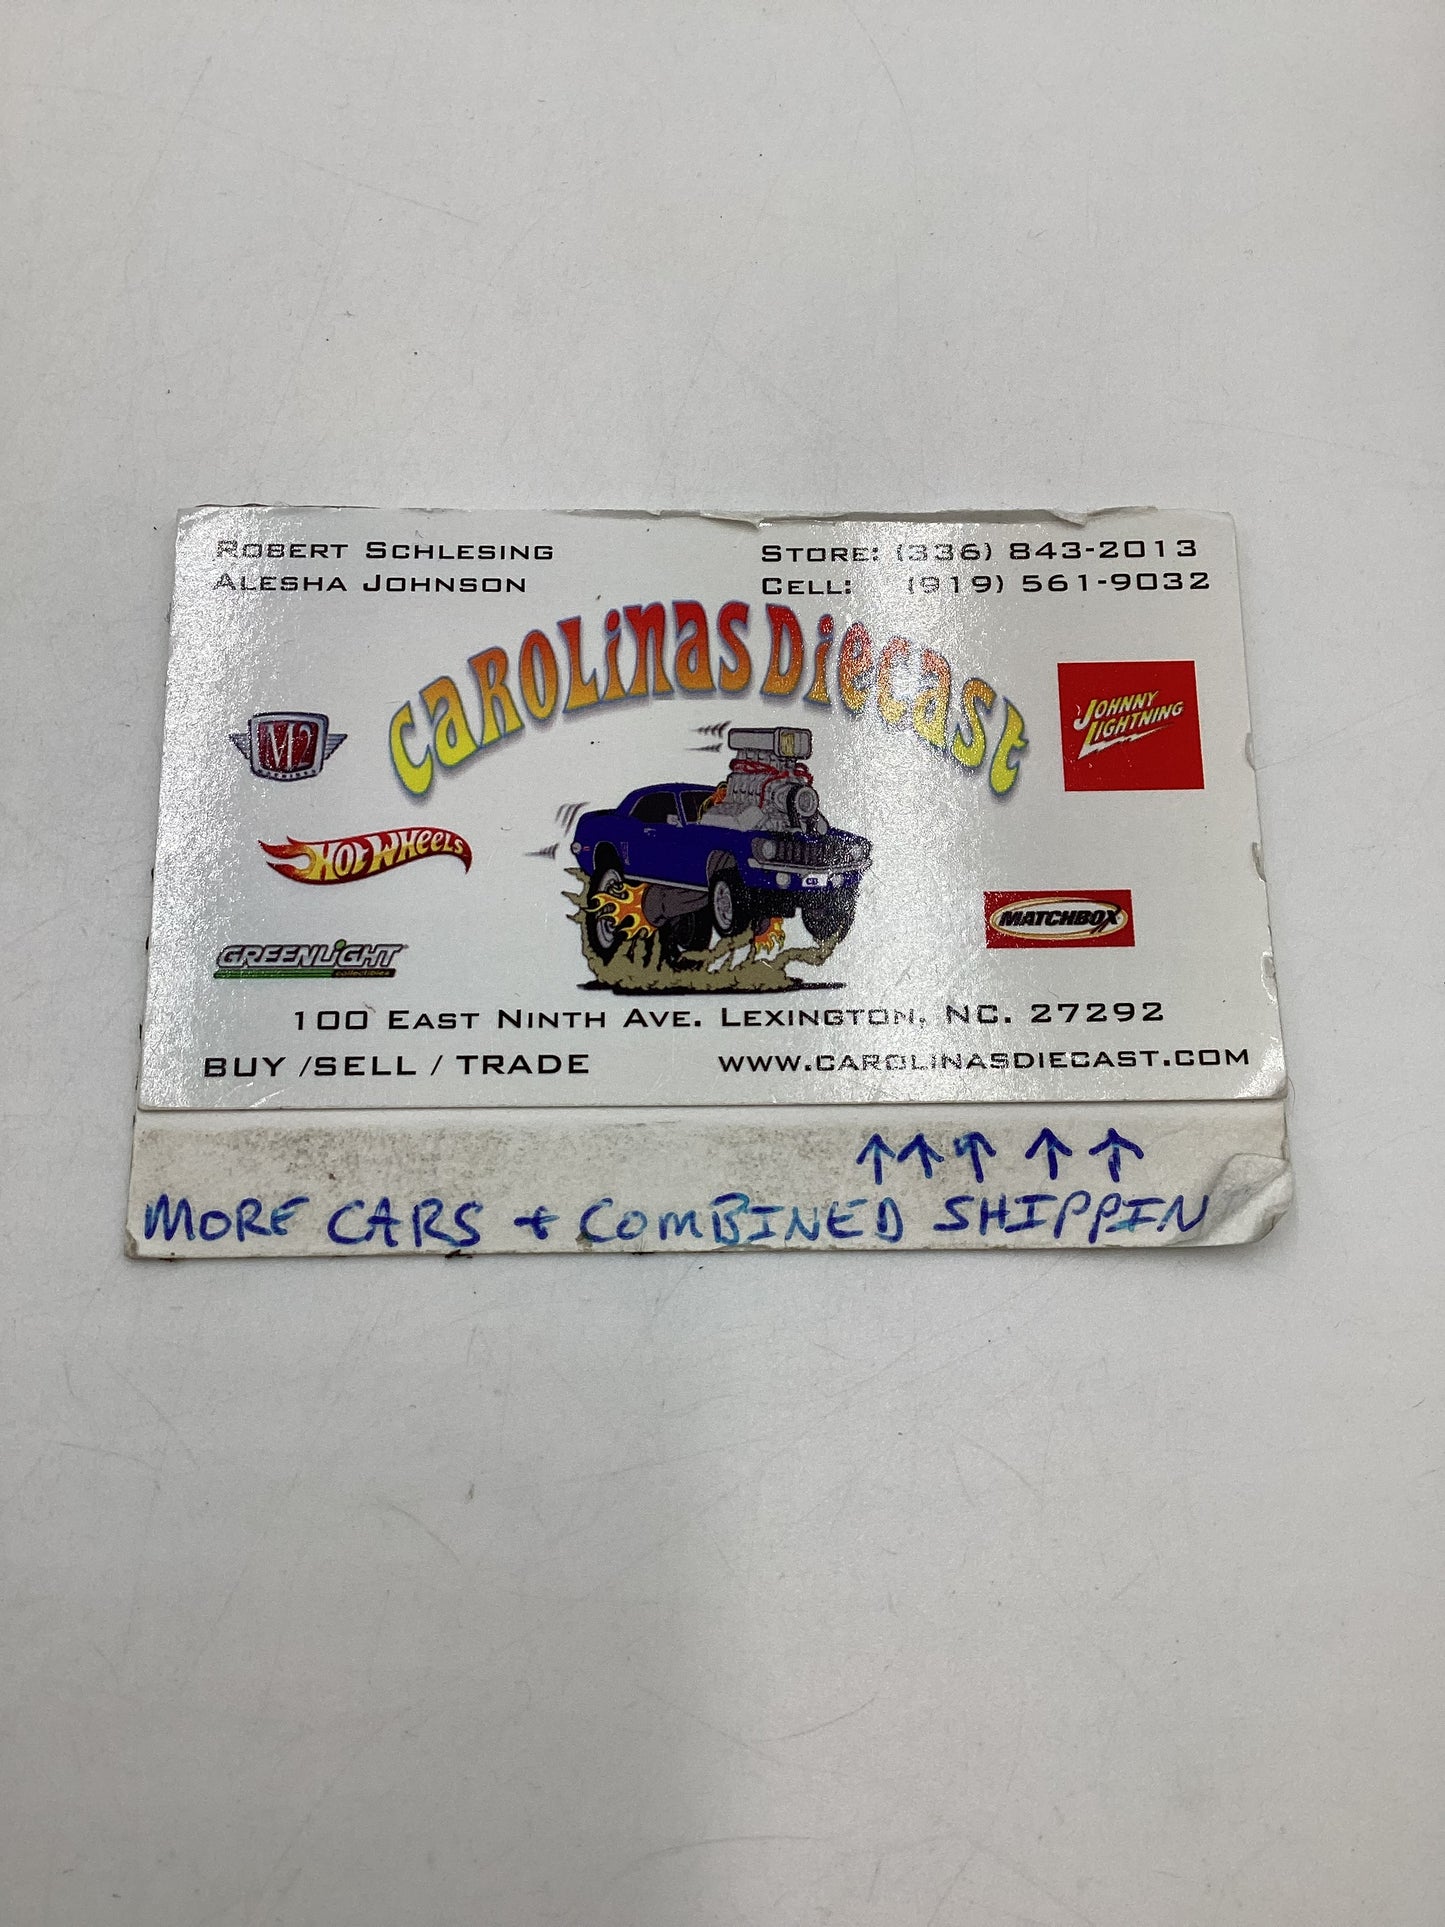 ROBERT SCHLESING
ALESHA JOHNSON
STORE: (336) 843-2013
CELL: (919) 561-9032
CAROLINAS DIECAST
M2
MACHINES
JOHNNY
LIGHTNING
HOT WHEELS
MATCHBOX
GREENLIGHT
collectibles
100 EAST NINTH AVE. LEXINGTON, NC. 27292
BUY /SELL / TRADE
WWW.CAROLINASDIECAST.COM
↑↑↑ ↑ ↑
MORE CARS + COMBINED SHIPPIN